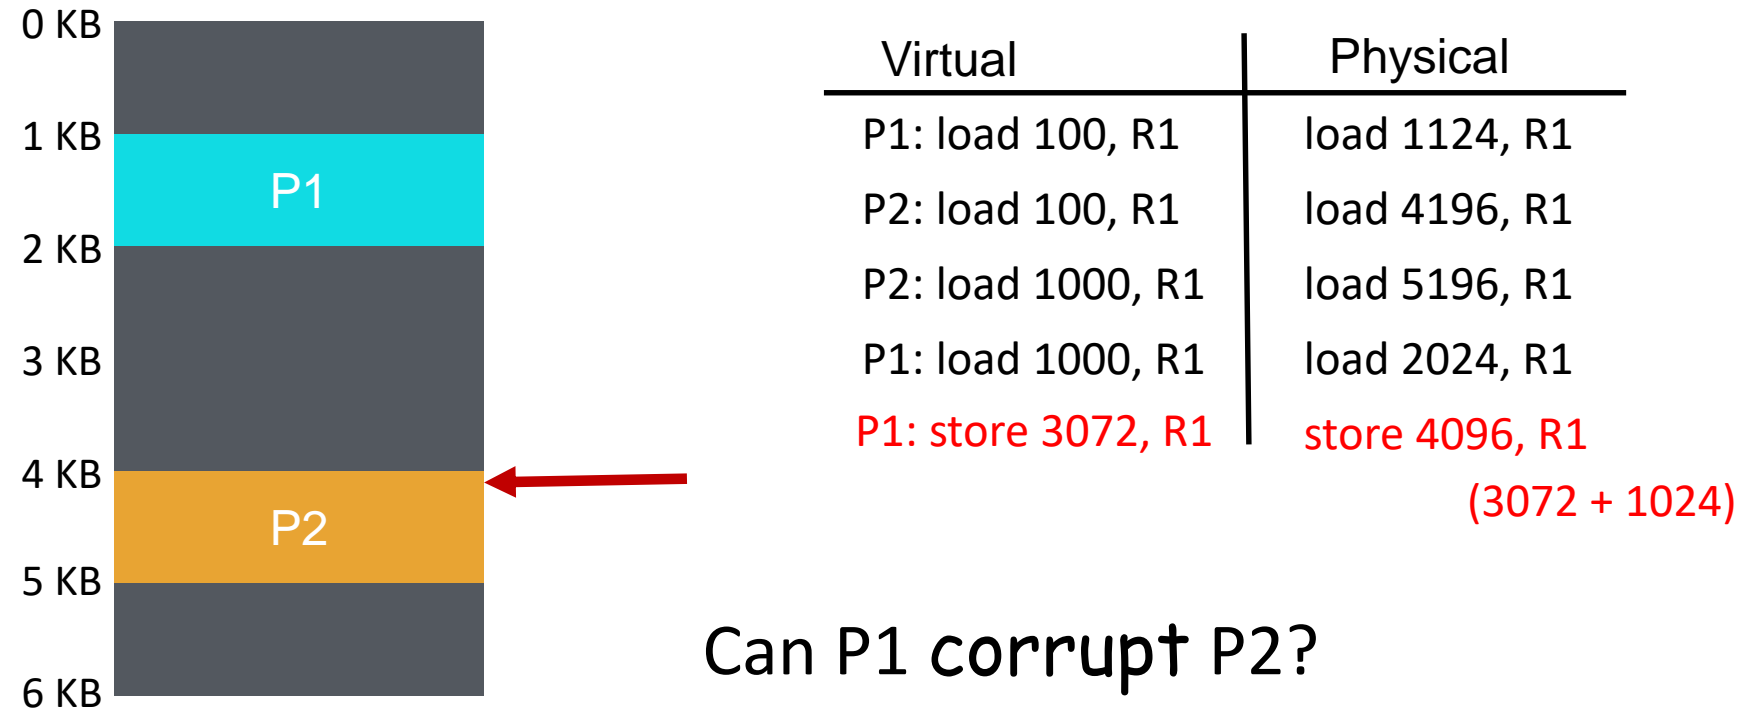 0 KB
1 KB
P1
2 KB
3 KB
4 KB
P2
5 KB
6 KB
Virtual Physical
P1: load 100, R1 load 1124, R1
P2: load 100, R1 load 4196, R1
P2: load 1000, R1 load 5196, R1
P1: load 1000, R1 load 2024, R1
P1: store 3072, R1 store 4096, R1
(3072 + 1024)
Can P1 corrupt P2?